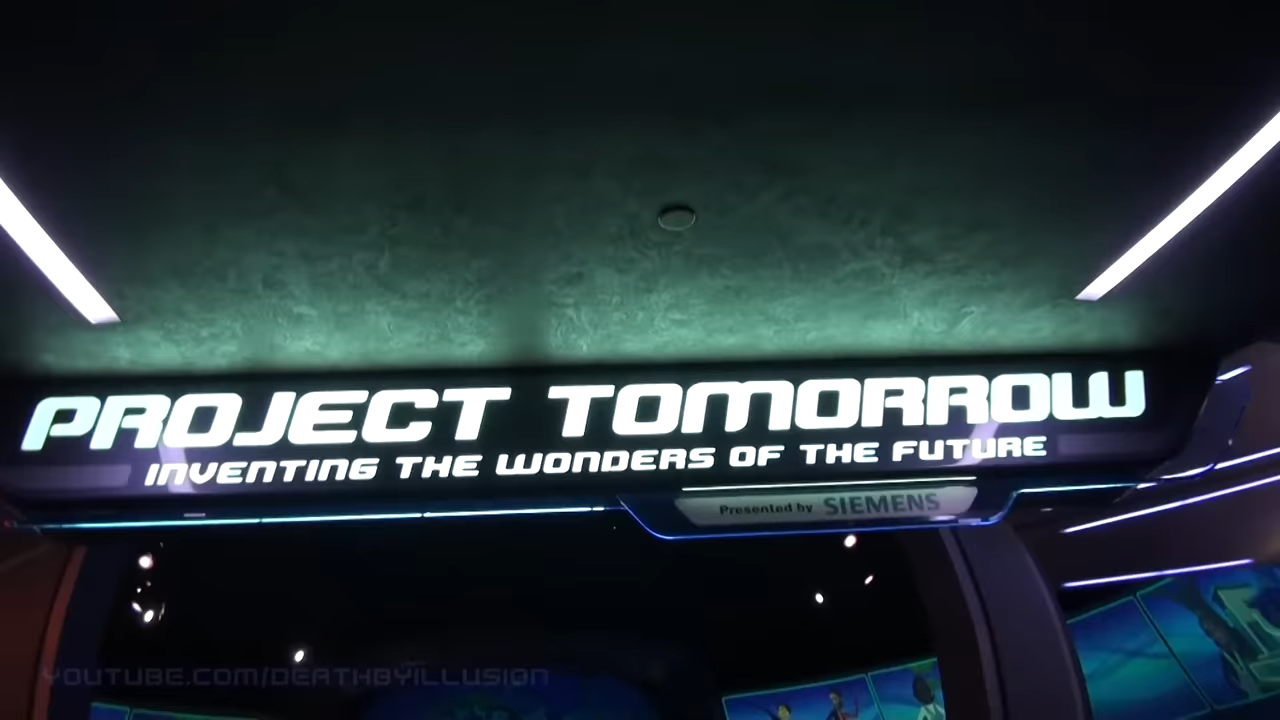 PROJECT TOMORROW
INVENTING THE WONDERS OF THE FUTURE
Presented by SIEMENS
YOUTUBE.COM/DEATHBYILLUSION